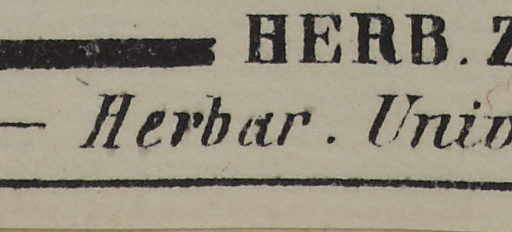 HERB. Z
— Herbar. Univ